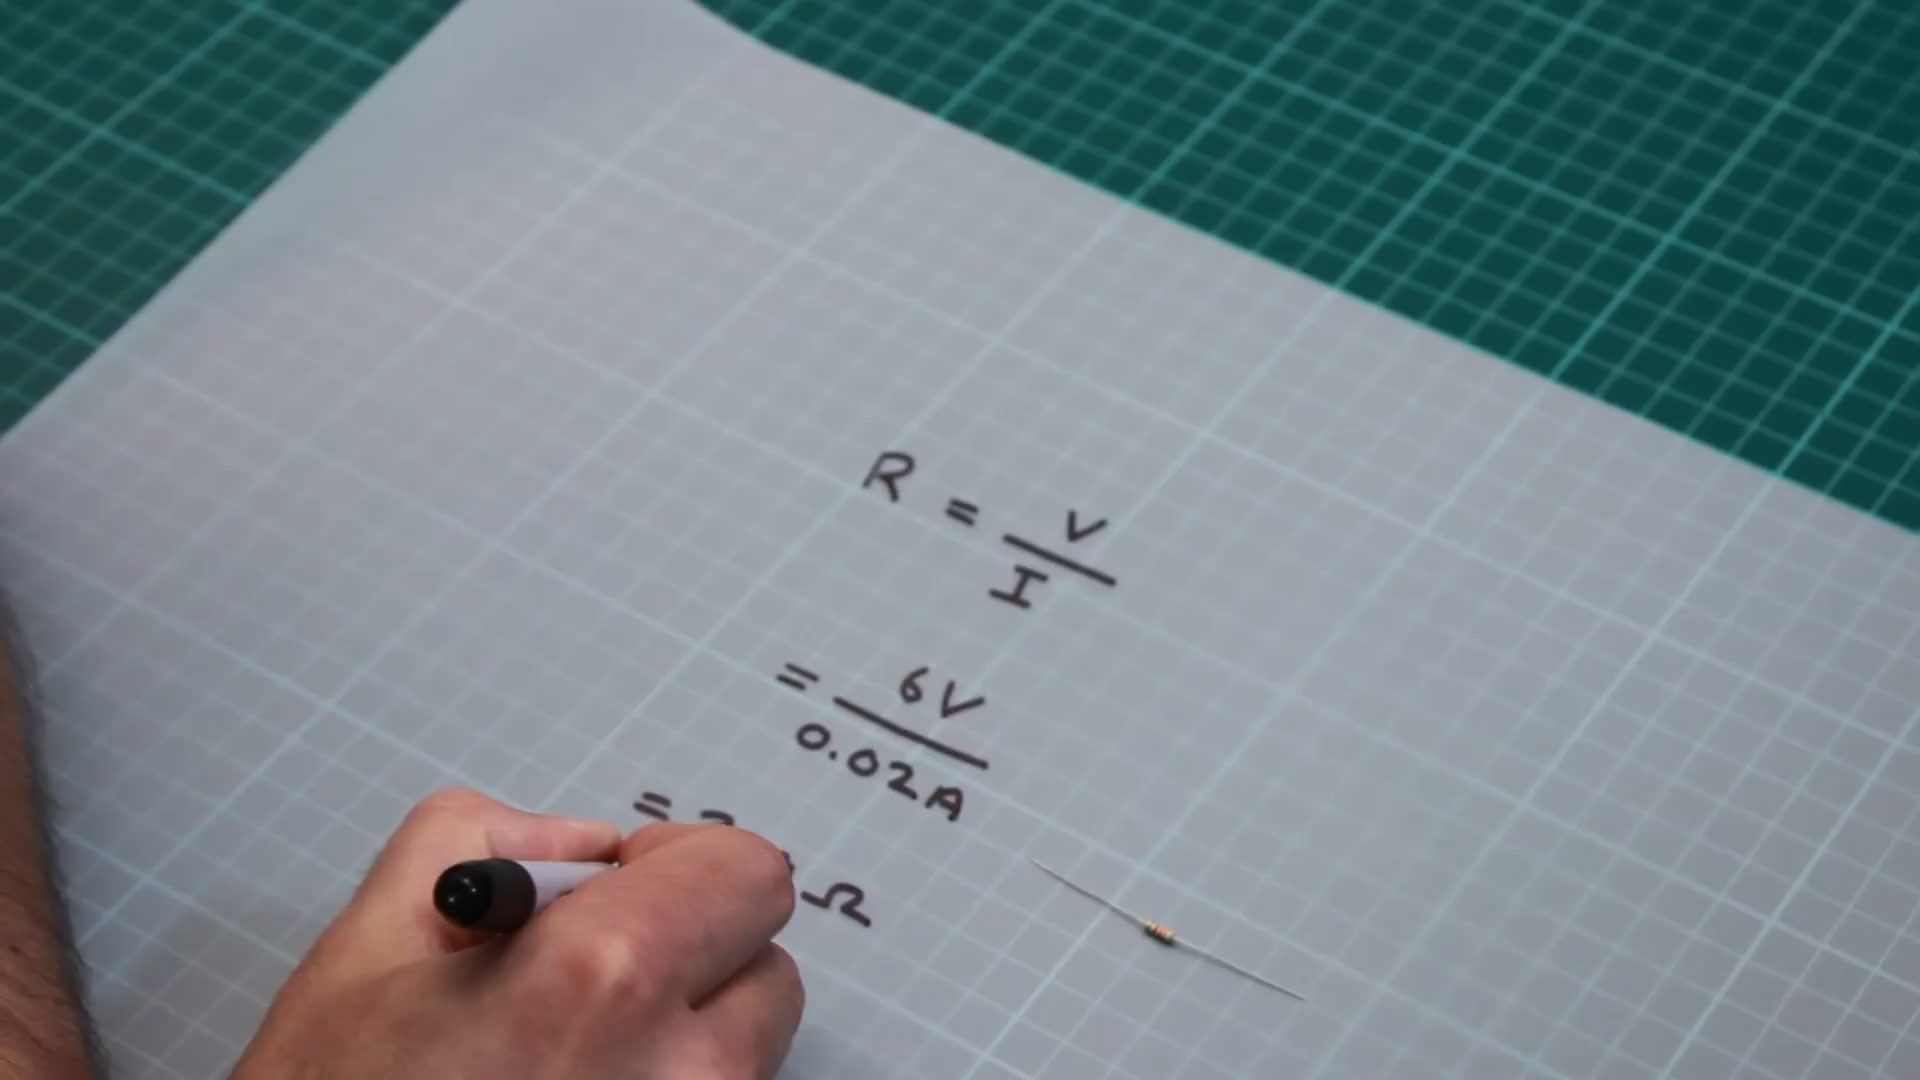 R = V
I
= 6V
0.02A
= Ω